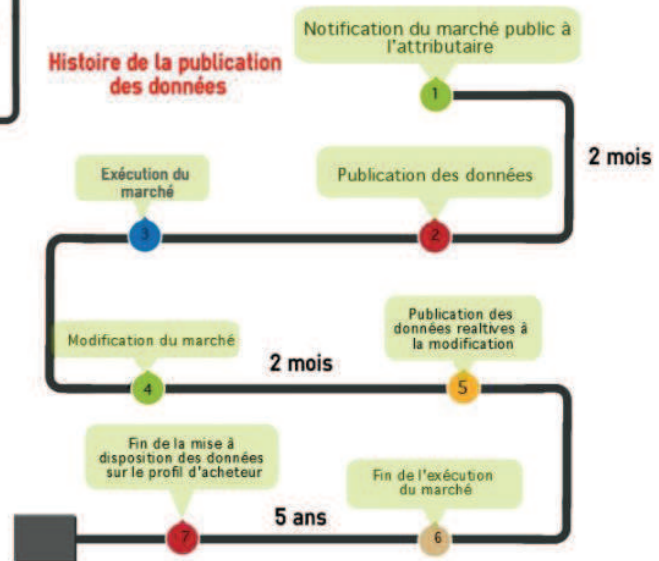 Histoire de la publication
des données
Notification du marché public à
l'attributaire
1
2 mois
Publication des données
2
Exécution du
marché
3
Modification du marché
4
2 mois
Publication des
données realtives à
la modification
5
Fin de l'exécution
du marché
6
5 ans
Fin de la mise à
disposition des données
sur le profil d'acheteur
7